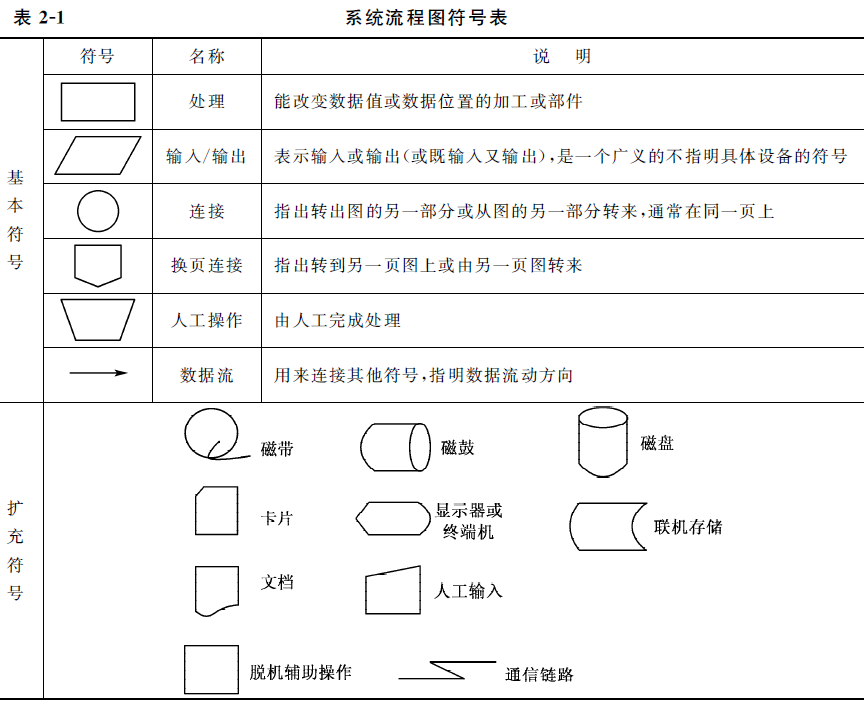 表 2-1 系统流程图符号表
符号 名称 说 明
基本符号
处理 能改变数据值或数据位置的加工或部件
输入/输出 表示输入或输出(或既输入又输出),是一个广义的不指明具体设备的符号
连接 指出转出图的另一部分或从图的另一部分转来,通常在同一页上
换页连接 指出转到另一页图上或由另一页图转来
人工操作 由人工完成处理
数据流 用来连接其他符号,指明数据流动方向
扩充符号
磁带 磁鼓 磁盘
卡片 显示器或
终端机 联机存储
文档 人工输入
脱机辅助操作 通信链路